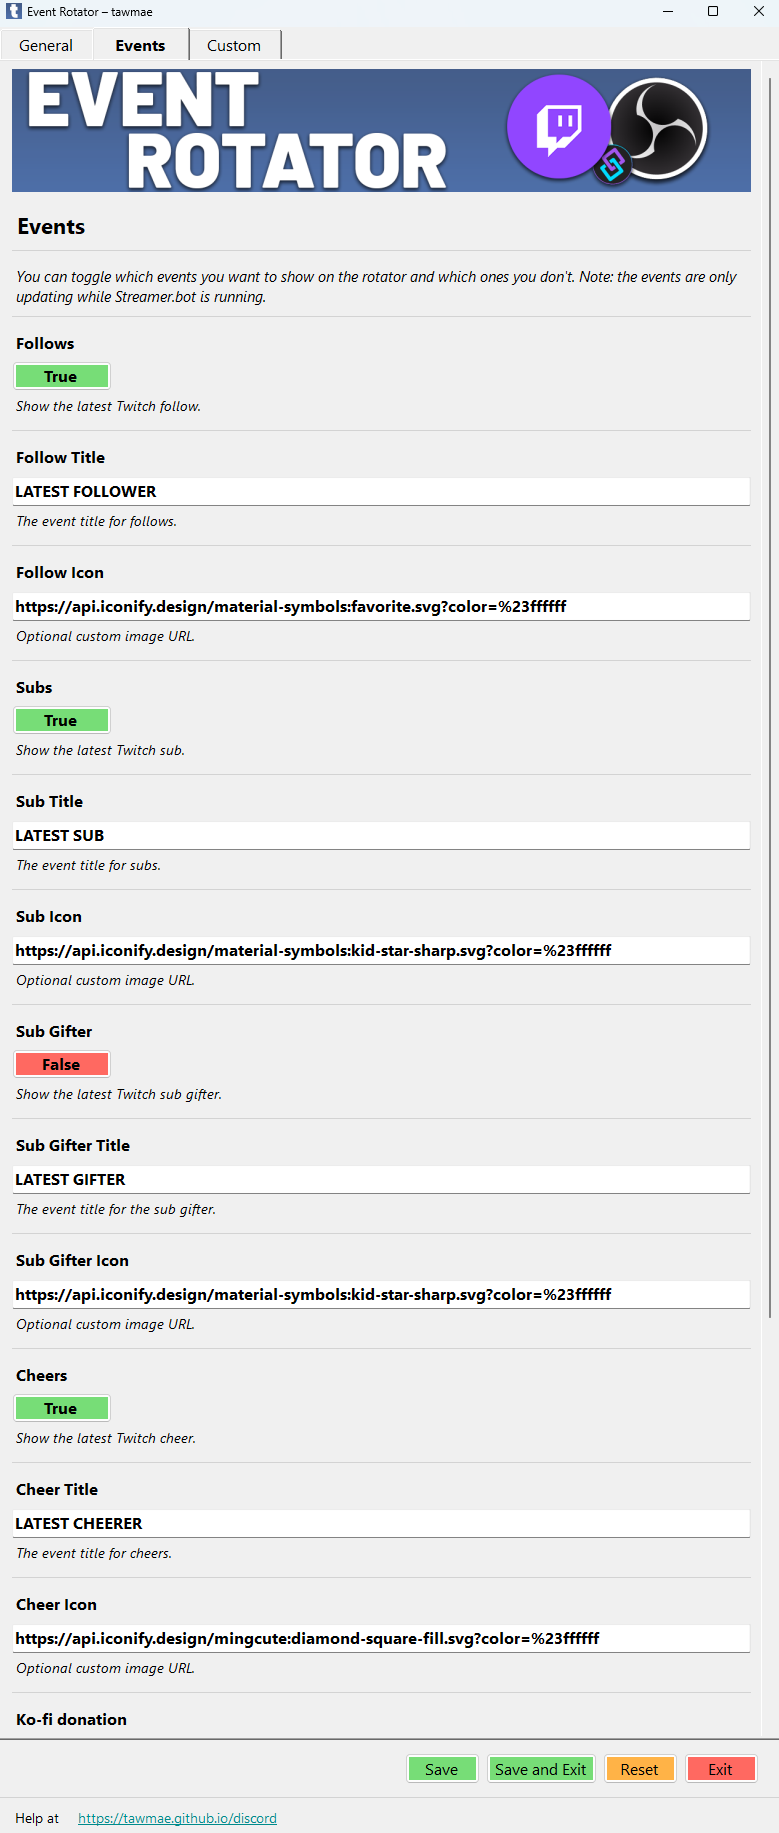 Event Rotator – tawmae
General
Events
Custom
EVENT
ROTATOR
Events
You can toggle which events you want to show on the rotator and which ones you don't. Note: the events are only
updating while Streamer.bot is running.
Follows
True
Show the latest Twitch follow.
Follow Title
LATEST FOLLOWER
The event title for follows.
Follow Icon
https://api.iconify.design/material-symbols:favorite.svg?color=%23ffffff
Optional custom image URL.
Subs
True
Show the latest Twitch sub.
Sub Title
LATEST SUB
The event title for subs.
Sub Icon
https://api.iconify.design/material-symbols:kid-star-sharp.svg?color=%23ffffff
Optional custom image URL.
Sub Gifter
False
Show the latest Twitch sub gifter.
Sub Gifter Title
LATEST GIFTER
The event title for the sub gifter.
Sub Gifter Icon
https://api.iconify.design/material-symbols:kid-star-sharp.svg?color=%23ffffff
Optional custom image URL.
Cheers
True
Show the latest Twitch cheer.
Cheer Title
LATEST CHEERER
The event title for cheers.
Cheer Icon
https://api.iconify.design/mingcute:diamond-square-fill.svg?color=%23ffffff
Optional custom image URL.
Ko-fi donation
Save
Save and Exit
Reset
Exit
Help at https://tawmae.github.io/discord